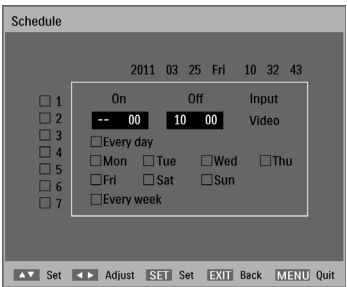 Schedule
2011 03 25 Fri 10 32 43
On Off Input
1
2 -- 00 10 00 Video
3 Every day
4 Mon Tue Wed Thu
5
6 Fri Sat Sun
7 Every week
▲▼ Set ◀▶ Adjust SET Set EXIT Back MENU Quit